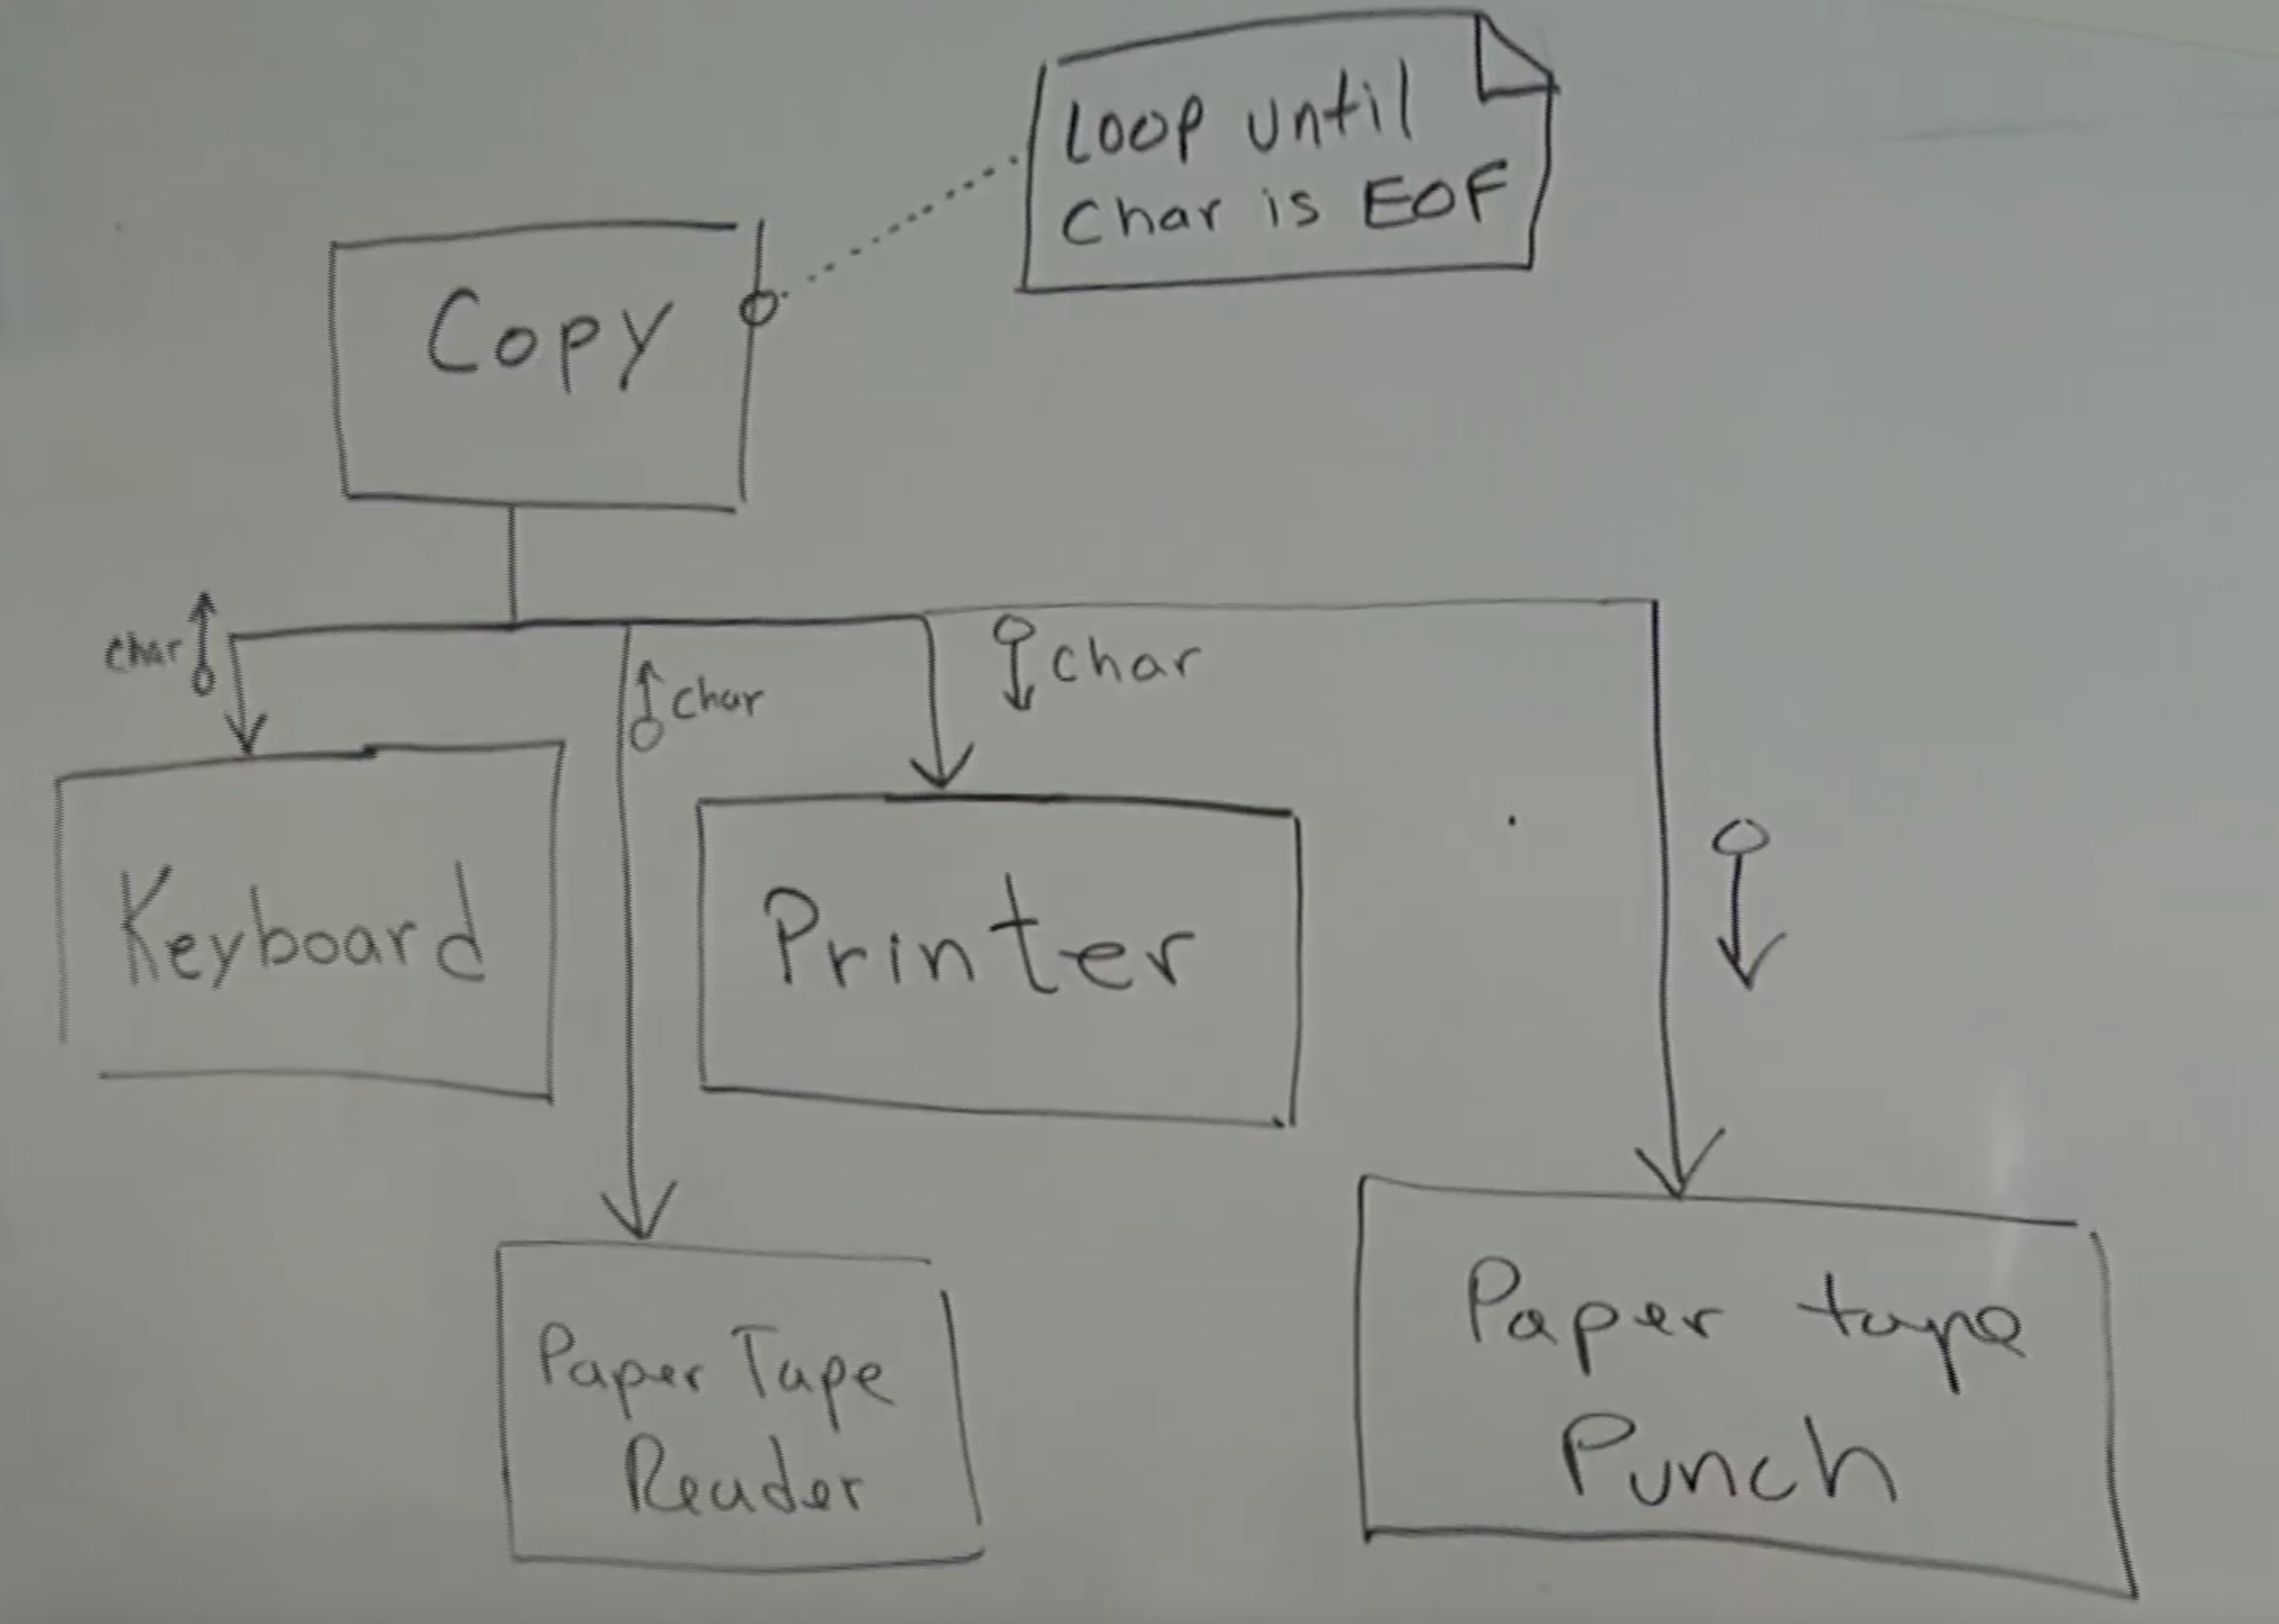 Loop until
Char is EOF
Copy
char
char
char
Keyboard
Printer
Paper Tape
Reader
Paper tape
Punch